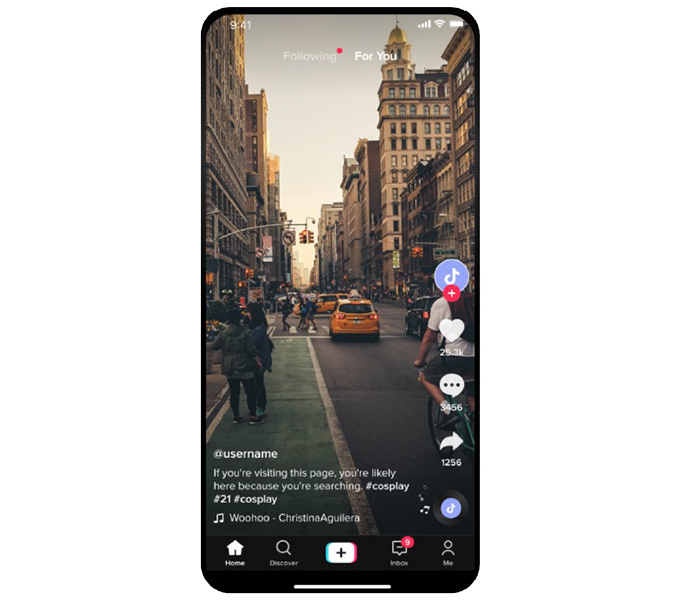 9:41
Following For You
25.3k
3456
1256
@username
If you're visiting this page, you're likely
here because you're searching. #cosplay
#21 #cosplay
Woohoo - ChristinaAguilera
9
Home Discover Inbox Me